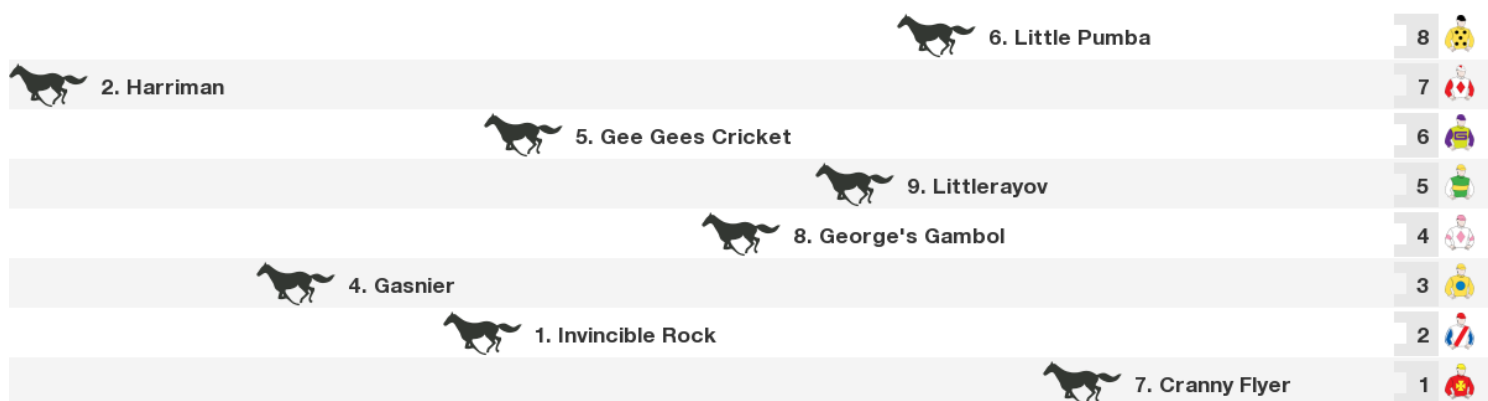 6. Little Pumba 8
2. Harriman 7
5. Gee Gees Cricket 6 G
9. Littlerayov 5
8. George's Gambol 4
4. Gasnier 3
1. Invincible Rock 2
7. Cranny Flyer 1